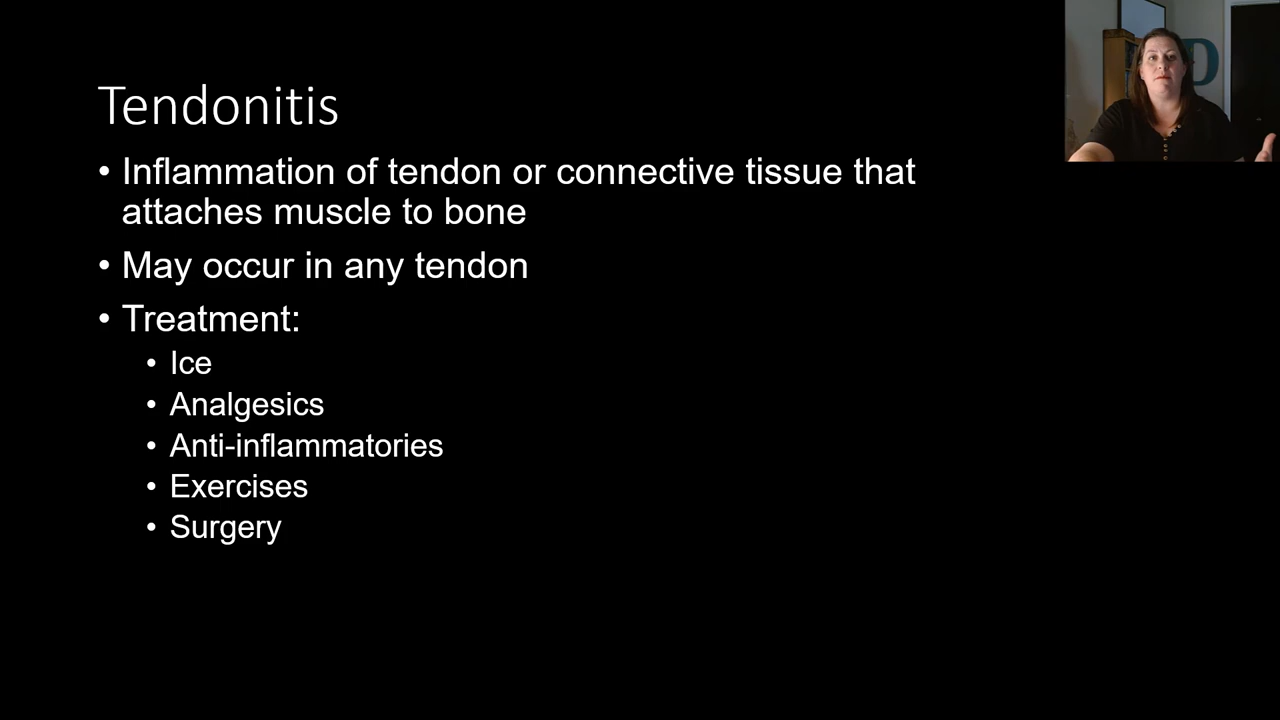 Tendonitis
• Inflammation of tendon or connective tissue that
attaches muscle to bone
• May occur in any tendon
• Treatment:
• Ice
• Analgesics
• Anti-inflammatories
• Exercises
• Surgery
D